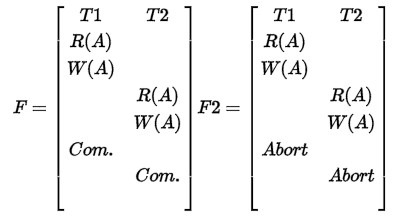 T1 T2 T1 T2
R(A) R(A)
W(A) W(A)
R(A) R(A)
F = F2 =
W(A) W(A)
Com. Abort
Com. Abort